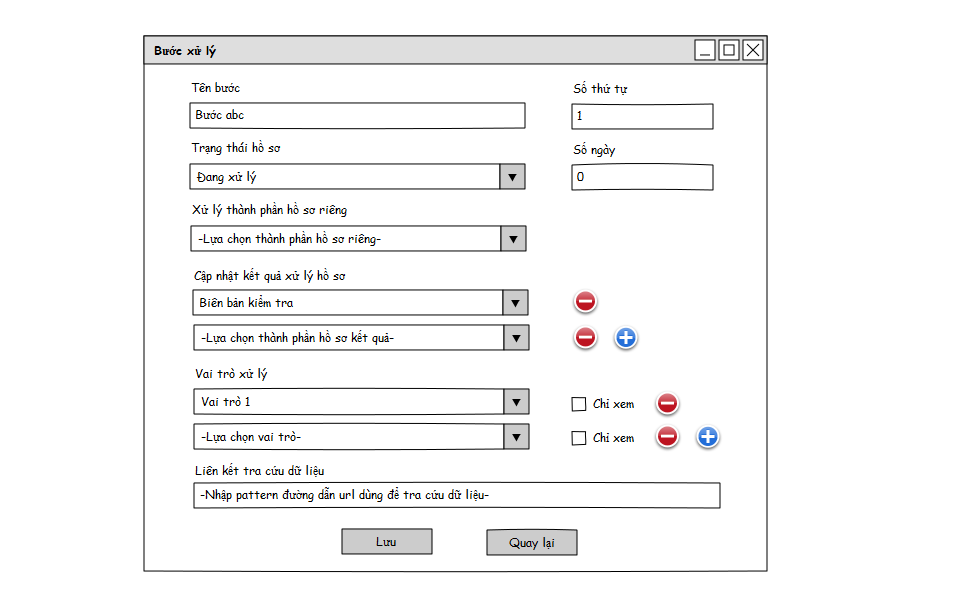 Bước xử lý
Tên bước
Số thứ tự
Bước abc
1
Trạng thái hồ sơ
Số ngày
Đang xử lý
0
Xử lý thành phần hồ sơ riêng
-Lựa chọn thành phần hồ sơ riêng-
Cập nhật kết quả xử lý hồ sơ
Biên bản kiểm tra
-Lựa chọn thành phần hồ sơ kết quả-
Vai trò xử lý
Vai trò 1
Chỉ xem
-Lựa chọn vai trò-
Chỉ xem
Liên kết tra cứu dữ liệu
-Nhập pattern đường dẫn url dùng để tra cứu dữ liệu-
Lưu
Quay lại